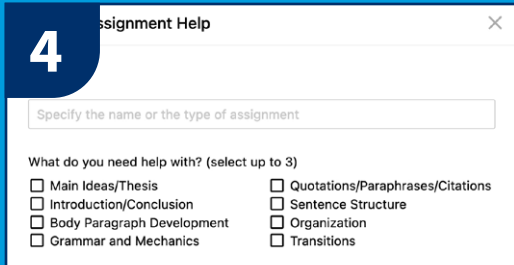 4
ssignment Help
Specify the name or the type of assignment
What do you need help with? (select up to 3)
Main Ideas/Thesis
Introduction/Conclusion
Body Paragraph Development
Grammar and Mechanics
Quotations/Paraphrases/Citations
Sentence Structure
Organization
Transitions